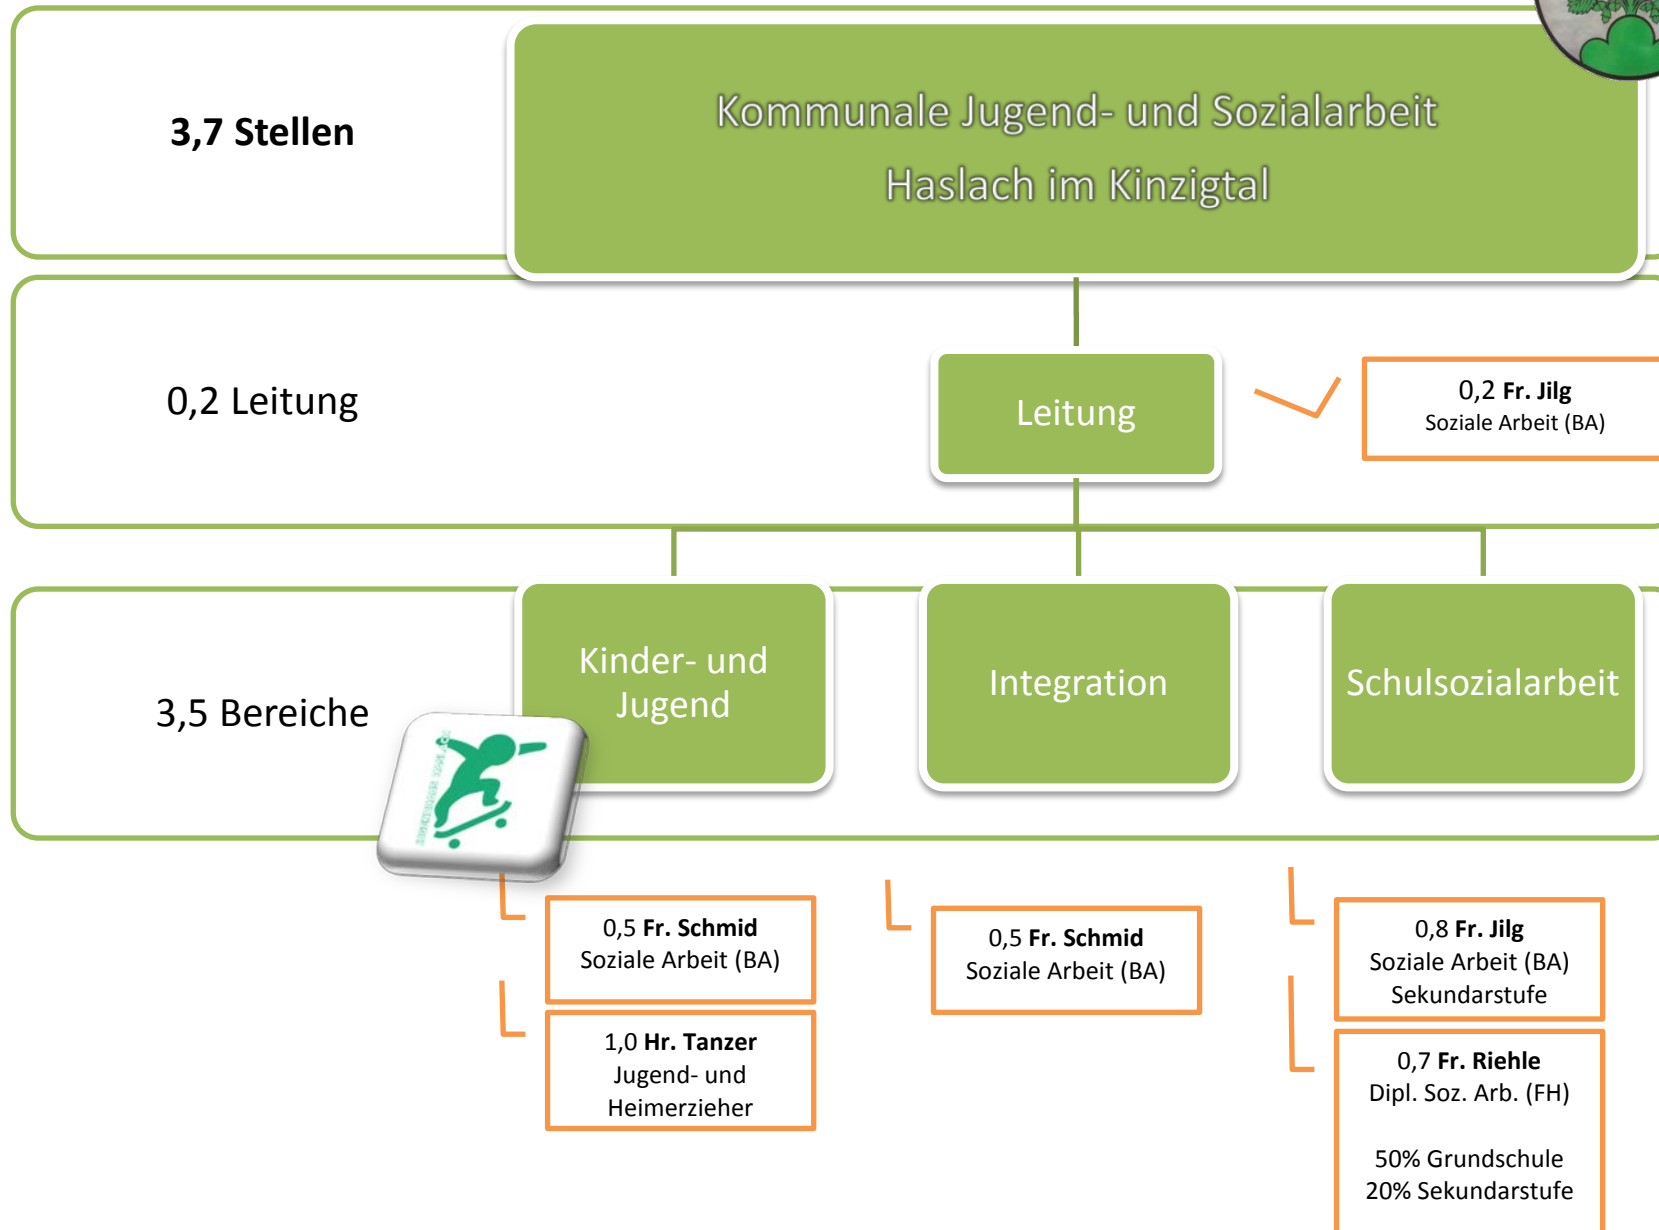 3,7 Stellen
Kommunale Jugend- und Sozialarbeit
Haslach im Kinzigtal
0,2 Leitung
Leitung
0,2 Fr. Jilg
Soziale Arbeit (BA)
3,5 Bereiche
Kinder- und
Jugend
Integration
Schulsozialarbeit
0,5 Fr. Schmid
Soziale Arbeit (BA)
1,0 Hr. Tanzer
Jugend- und
Heimerzieher
0,5 Fr. Schmid
Soziale Arbeit (BA)
0,8 Fr. Jilg
Soziale Arbeit (BA)
Sekundarstufe
0,7 Fr. Riehle
Dipl. Soz. Arb. (FH)
50% Grundschule
20% Sekundarstufe